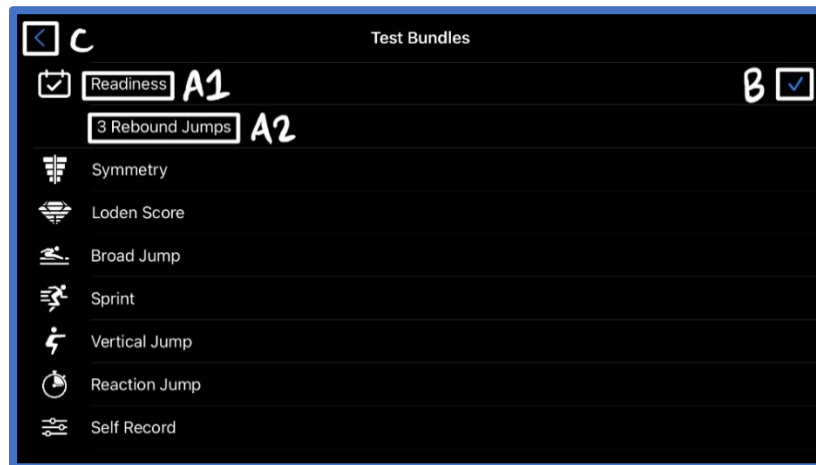 C Test Bundles
Readiness A1 B
3 Rebound Jumps A2
Symmetry
Loden Score
Broad Jump
Sprint
Vertical Jump
Reaction Jump
Self Record